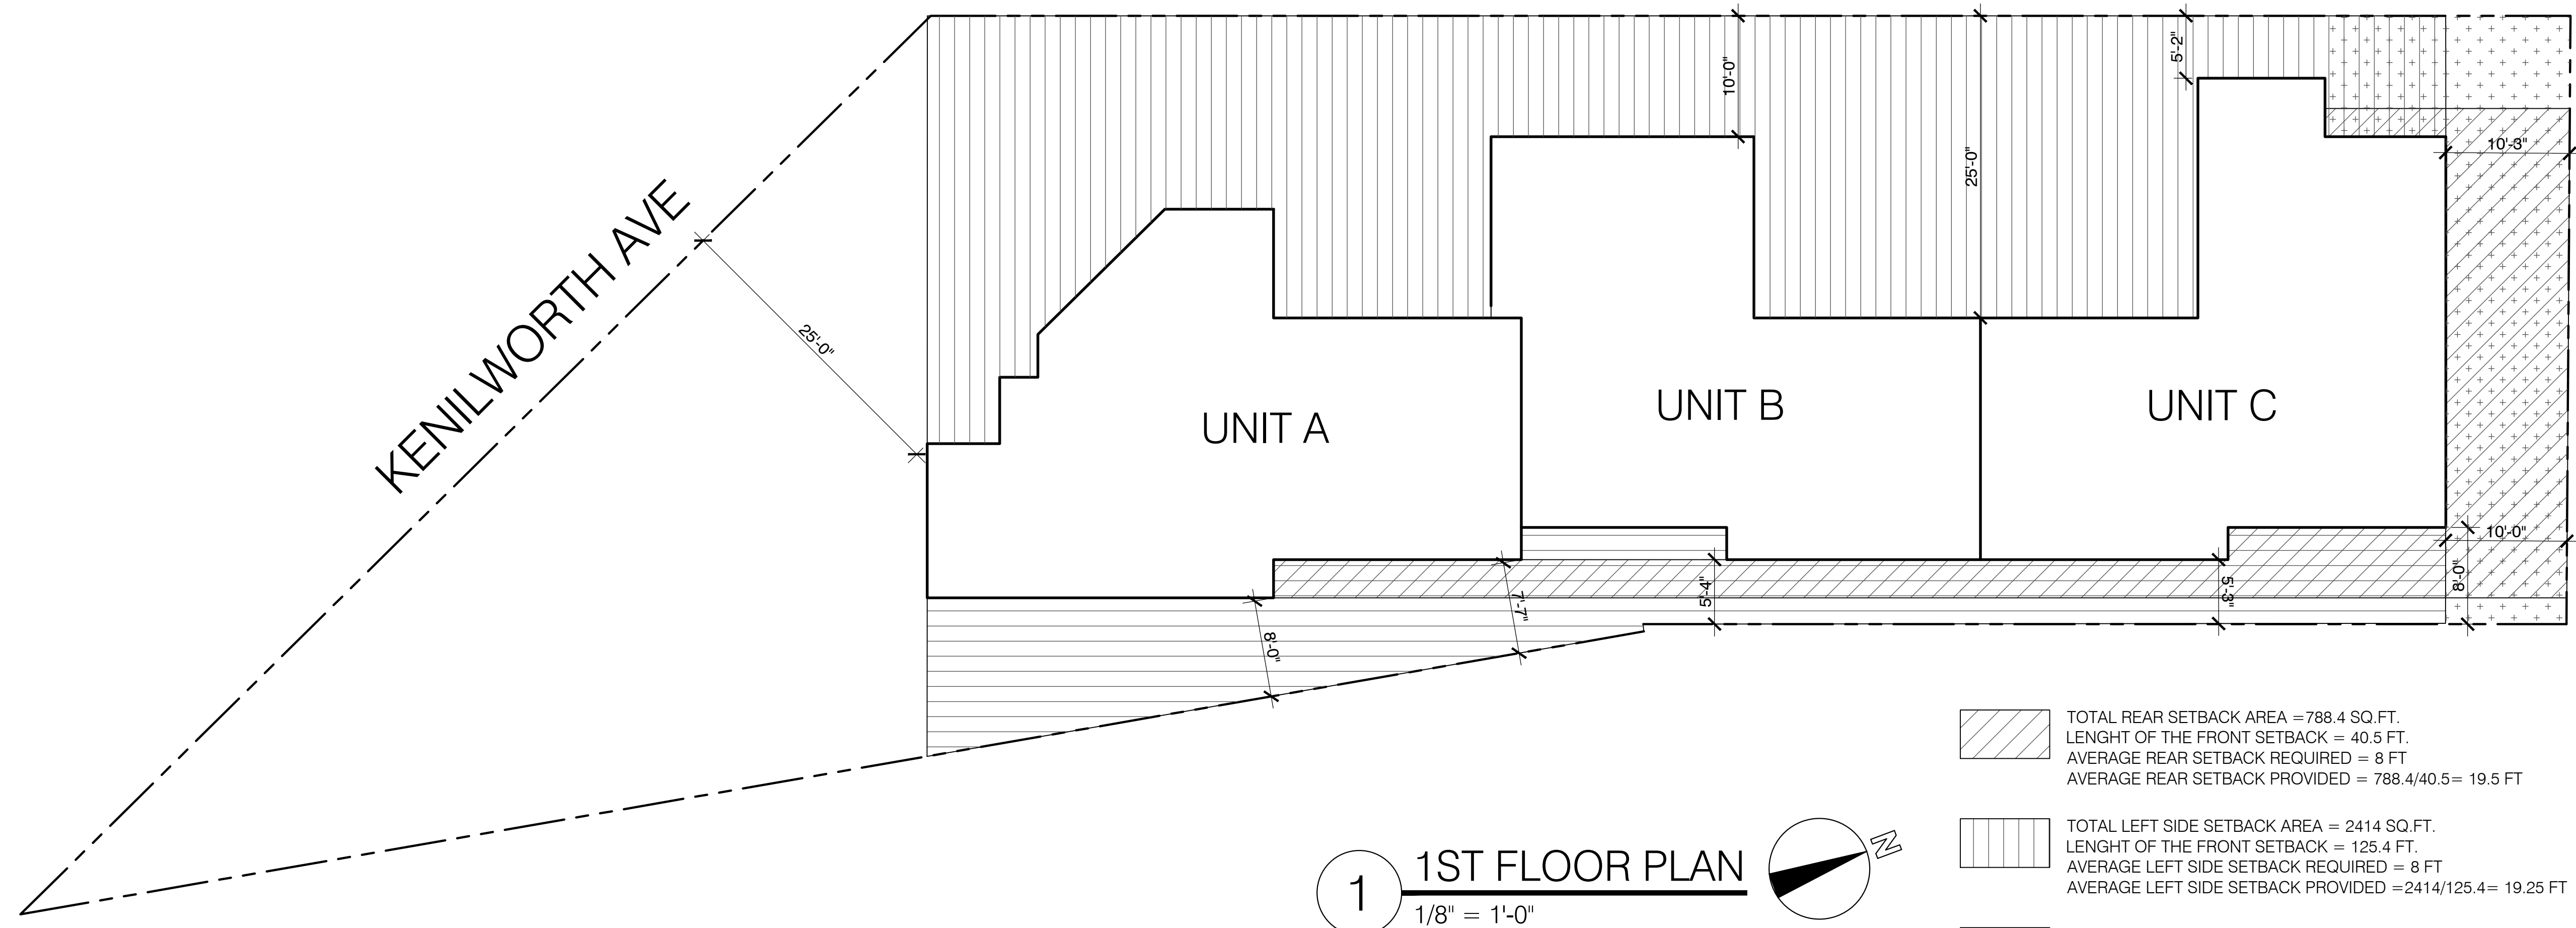 10'-0"
5'-2"
25'-0"
10'-3"
KENILWORTH AVE
25'-0"
UNIT A
UNIT B
UNIT C
10'-0"
8'-0"
7'-7"
5'-4"
5'-3"
8'-0"
TOTAL REAR SETBACK AREA =788.4 SQ.FT.
LENGHT OF THE FRONT SETBACK = 40.5 FT.
AVERAGE REAR SETBACK REQUIRED = 8 FT
AVERAGE REAR SETBACK PROVIDED = 788.4/40.5= 19.5 FT
TOTAL LEFT SIDE SETBACK AREA = 2414 SQ.FT.
LENGHT OF THE FRONT SETBACK = 125.4 FT.
AVERAGE LEFT SIDE SETBACK REQUIRED = 8 FT
AVERAGE LEFT SIDE SETBACK PROVIDED =2414/125.4= 19.25 FT
1
1ST FLOOR PLAN
1/8" = 1'-0"
N